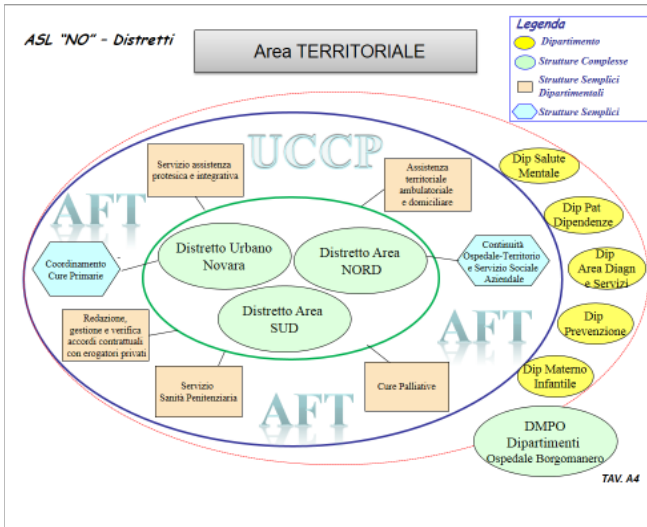 ASL "NO" - Distretti
Area TERRITORIALE
Legenda
Dipartimento
Strutture Complesse
Strutture Semplici
Dipartimentali
Strutture Semplici
UCCP
Servizio assistenza
protesica e integrativa
Assistenza
territoriale
ambulatoriale
e domiciliare
Dip Salute
Mentale
AFT
Dip Pat
Dipendenze
Distretto Urbano
Novara
Distretto Area
NORD
Coordinamento
Cure Primarie
Continuità
Ospedale-Territorio
e Servizio Sociale
Aziendale
Dip
Area Diagn
e Servizi
Distretto Area
SUD
Redazione,
gestione e verifica
accordi contrattuali
con erogatori privati
AFT
Dip
Prevenzione
Servizio
Sanità Penitenziaria
Cure Palliative
Dip Materno
Infantile
AFT
DMPO
Dipartimenti
Ospedale Borgomanero
TAV. A4